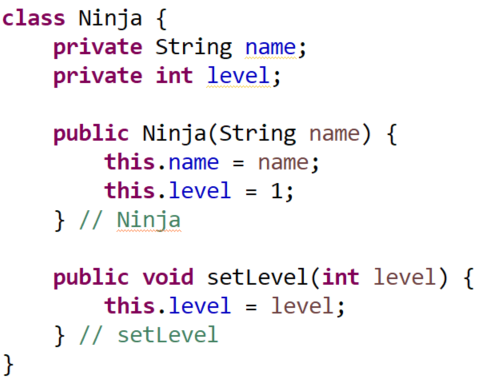 class Ninja {
    private String name;
    private int level;

    public Ninja(String name) {
        this.name = name;
        this.level = 1;
    } // Ninja

    public void setLevel(int level) {
        this.level = level;
    } // setLevel
}